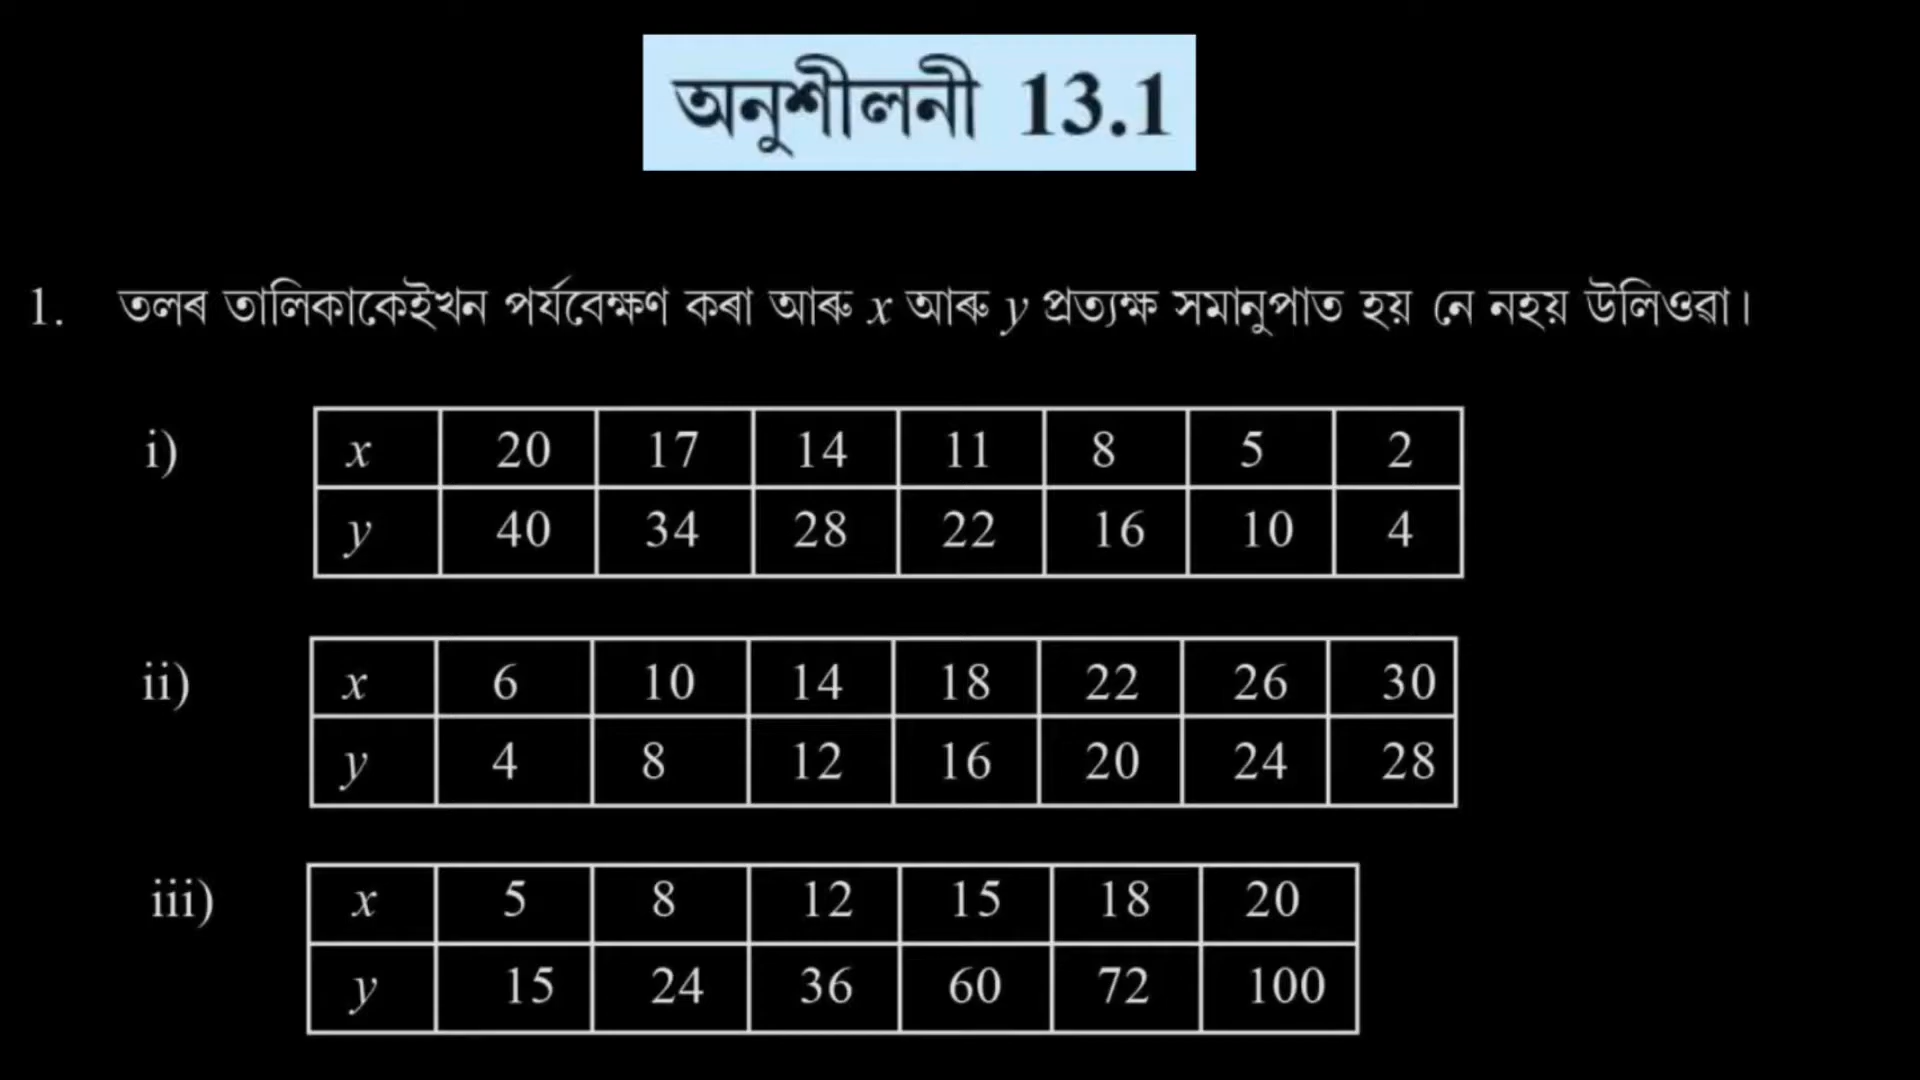 অনুশীলনী 13.1
1. তলৰ তালিকাকেইখন পৰ্যবেক্ষণ কৰা আৰু x আৰু y প্ৰত্যক্ষ সমানুপাত হয় নে নহয় উলিওৱা।
i) x 20 17 14 11 8 5 2
y 40 34 28 22 16 10 4
ii) x 6 10 14 18 22 26 30
y 4 8 12 16 20 24 28
iii) x 5 8 12 15 18 20
y 15 24 36 60 72 100